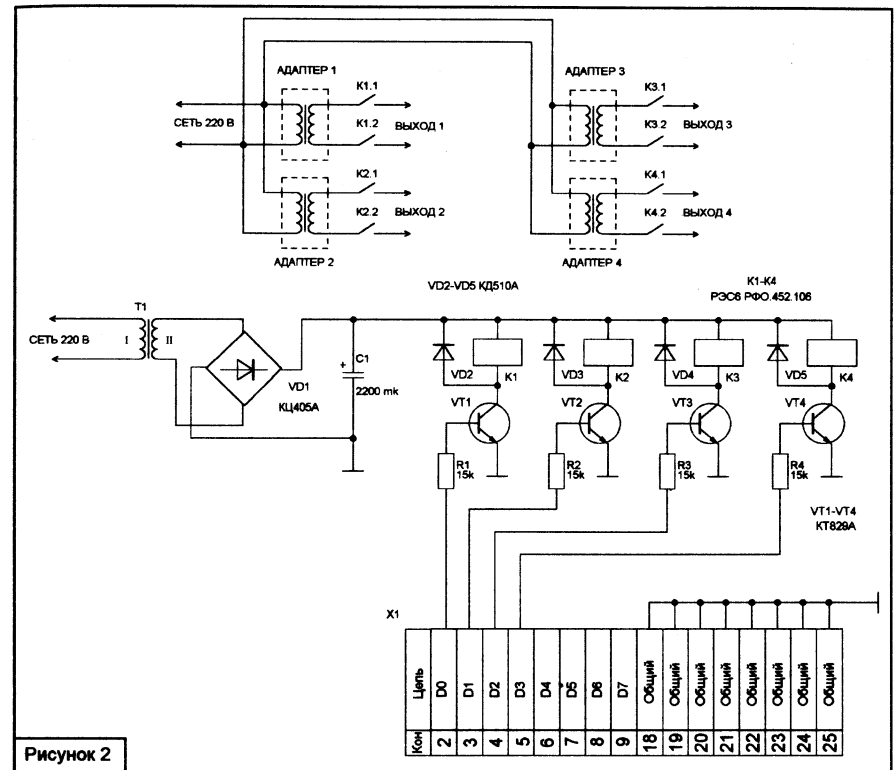 АДАПТЕР 1
АДАПТЕР 3
К1.1
К3.1
СЕТЬ 220 В
К1.2
ВЫХОД 1
К3.2
ВЫХОД 3
К2.1
К4.1
К2.2
ВЫХОД 2
К4.2
ВЫХОД 4
АДАПТЕР 2
АДАПТЕР 4
VD2-VD5 КД510А
К1-К4
РЭС6 РФО.452.106
T1
СЕТЬ 220 В
I
II
VD1
КЦ405А
+
C1
2200 mk
VD2
К1
VD3
К2
VD4
К3
VD5
К4
VT1
VT2
VT3
VT4
R1
15k
R2
15k
R3
15k
R4
15k
VT1-VT4
КТ829А
X1
Цепь
D0
D1
D2
D3
D4
D5
D6
D7
Общий
Общий
Общий
Общий
Общий
Общий
Общий
Общий
Кон
2
3
4
5
6
7
8
9
18
19
20
21
22
23
24
25
Рисунок 2